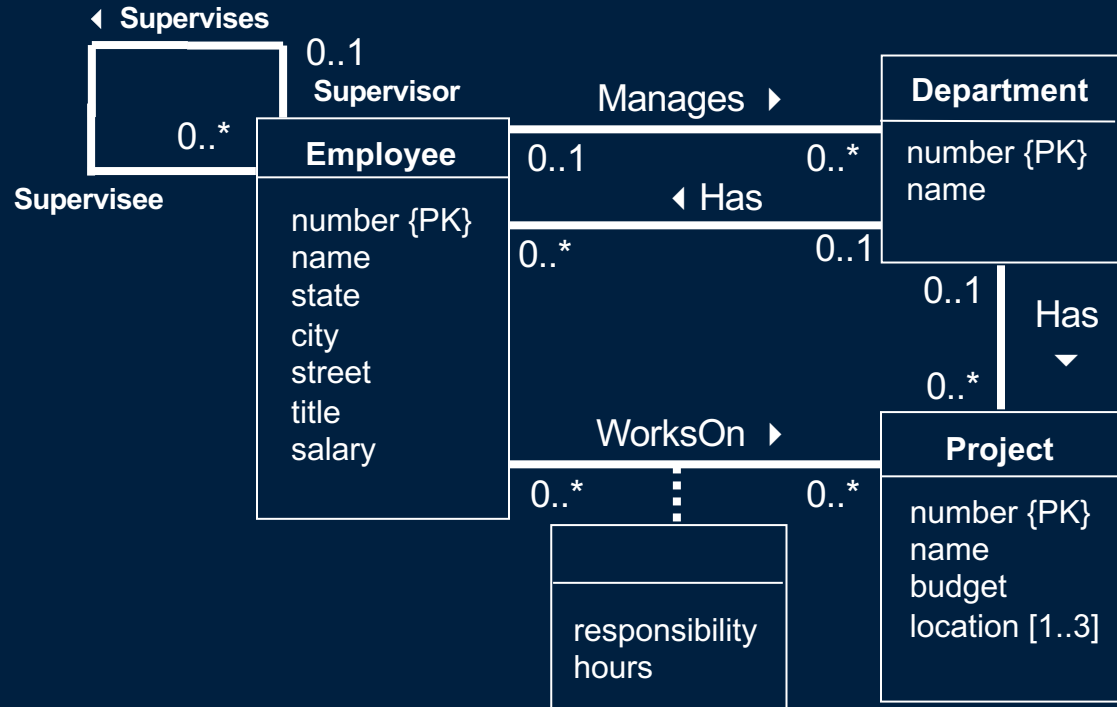 ◂ Supervises
0..1
Supervisor
0..*
Supervisee
Employee
number {PK}
name
state
city
street
title
salary
Manages ▸
0..1
0..*
◂ Has
0..*
0..1
Department
number {PK}
name
0..1
Has
▾
0..*
WorksOn ▸
0..*
0..*
responsibility
hours
Project
number {PK}
name
budget
location [1..3]